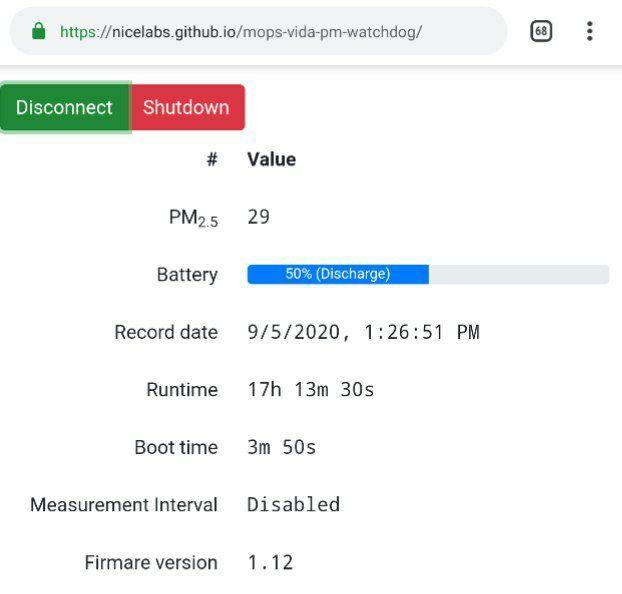 https://nicelabs.github.io/mops-vida-pm-watchdog/
68
Disconnect Shutdown
# Value
PM2.5 29
Battery 50% (Discharge)
Record date 9/5/2020, 1:26:51 PM
Runtime 17h 13m 30s
Boot time 3m 50s
Measurement Interval Disabled
Firmare version 1.12